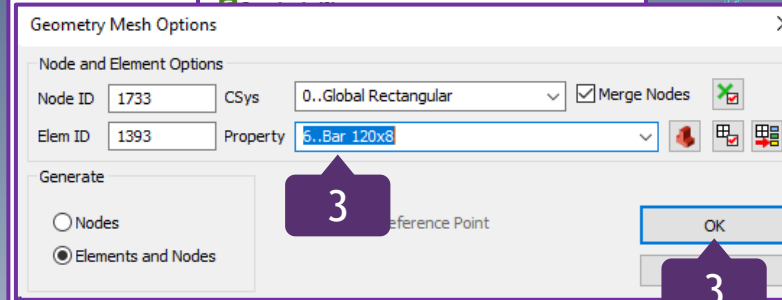 Geometry Mesh Options
Node and Element Options
Node ID 1733 CSys 0..Global Rectangular Merge Nodes
Elem ID 1393 Property 6..Bar 120x8
Generate
3
Nodes eference Point OK
Elements and Nodes
3